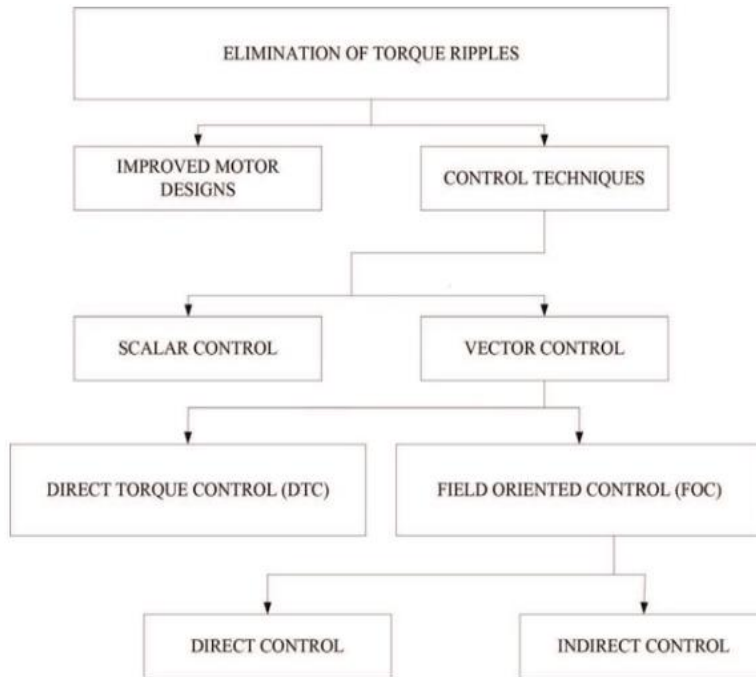 ELIMINATION OF TORQUE RIPPLES
IMPROVED MOTOR
DESIGNS
CONTROL TECHNIQUES
SCALAR CONTROL
VECTOR CONTROL
DIRECT TORQUE CONTROL (DTC)
FIELD ORIENTED CONTROL (FOC)
DIRECT CONTROL
INDIRECT CONTROL